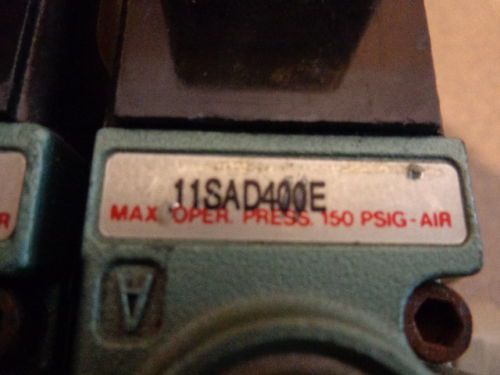 11SAD400E
MAX. OPER. PRESS. 150 PSIG-AIR
A
R